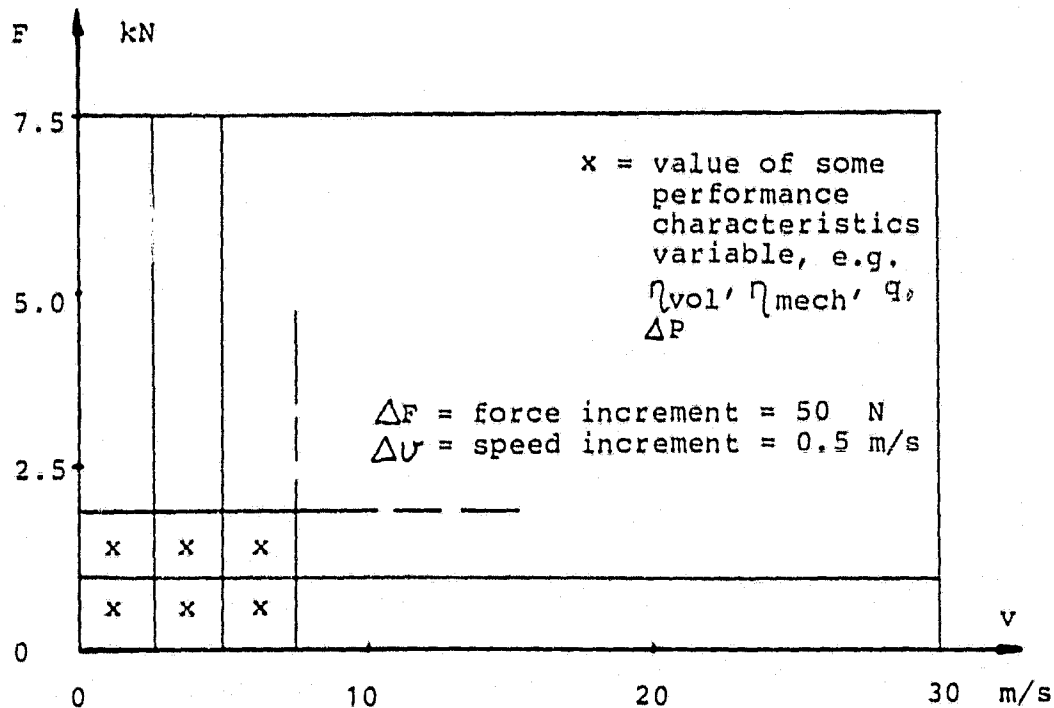 F kN
7.5
x = value of some
performance
characteristics
variable, e.g.
ηvol, ηmech, q,
ΔP
5.0
ΔF = force increment = 50 N
Δv = speed increment = 0.5 m/s
2.5
x x x
x x x
v
0
0 10 20 30 m/s